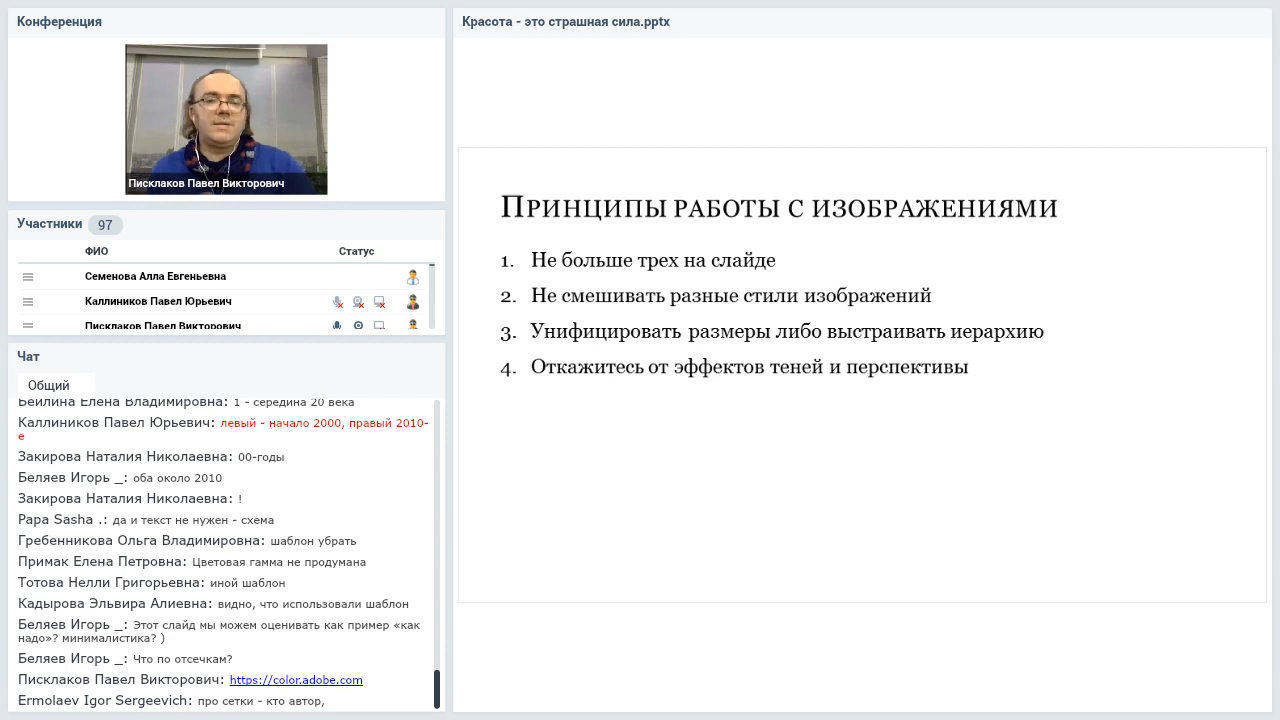 Конференция
Писклаков Павел Викторович
Участники 97
ФИО Статус
Семенова Алла Евгеньевна
Каллиников Павел Юрьевич
Писклаков Павел Викторович
Чат
Общий
Бейлина Елена Владимировна: 1 - середина 20 века
Каллиников Павел Юрьевич: левый - начало 2000, правый 2010-
е
Закирова Наталия Николаевна: 00-годы
Беляев Игорь _: оба около 2010
Закирова Наталия Николаевна: !
Papa Sasha .: да и текст не нужен - схема
Гребенникова Ольга Владимировна: шаблон убрать
Примак Елена Петровна: Цветовая гамма не продумана
Тотова Нелли Григорьевна: иной шаблон
Кадырова Эльвира Алиевна: видно, что использовали шаблон
Беляев Игорь _: Этот слайд мы можем оценивать как пример «как
надо»? минималистика? )
Беляев Игорь _: Что по отсечкам?
Писклаков Павел Викторович: https://color.adobe.com
Ermolaev Igor Sergeevich: про сетки - кто автор,
Красота - это страшная сила.pptx
Принципы работы с изображениями
1. Не больше трех на слайде
2. Не смешивать разные стили изображений
3. Унифицировать размеры либо выстраивать иерархию
4. Откажитесь от эффектов теней и перспективы